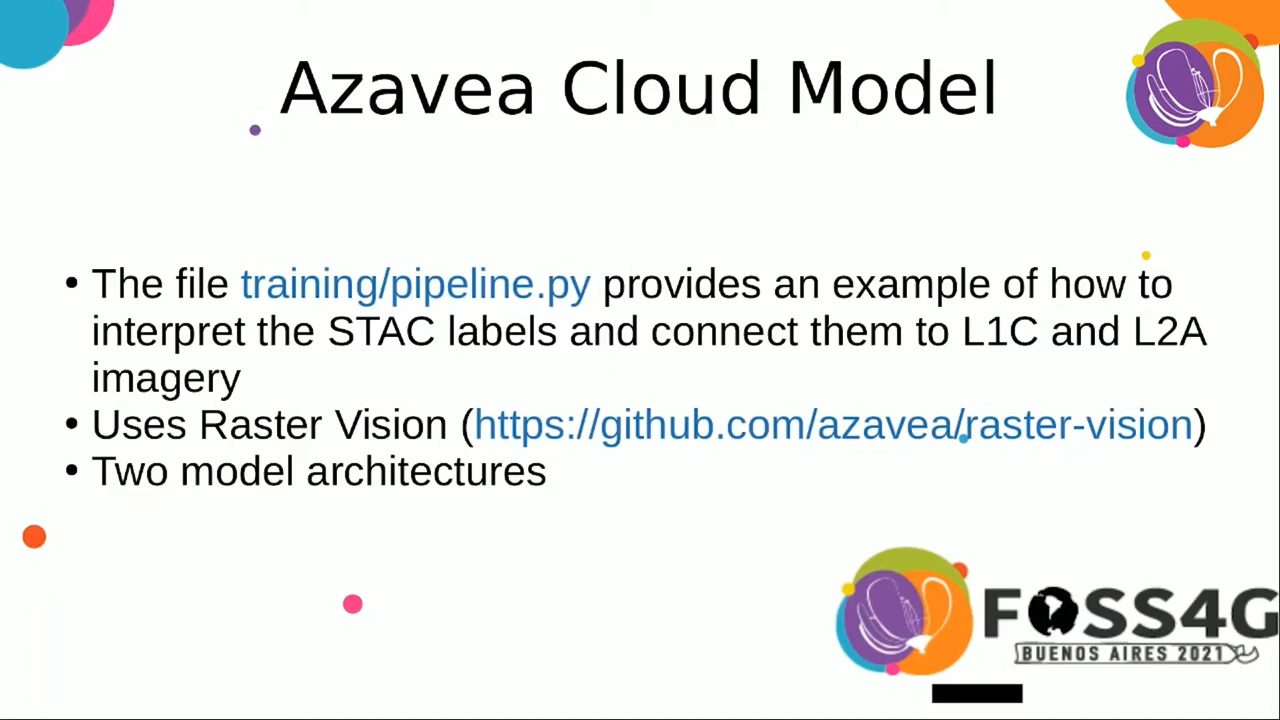 Azavea Cloud Model
• The file training/pipeline.py provides an example of how to
interpret the STAC labels and connect them to L1C and L2A
imagery
• Uses Raster Vision (https://github.com/azavea/raster-vision)
• Two model architectures
FOSS4G
BUENOS AIRES 2021